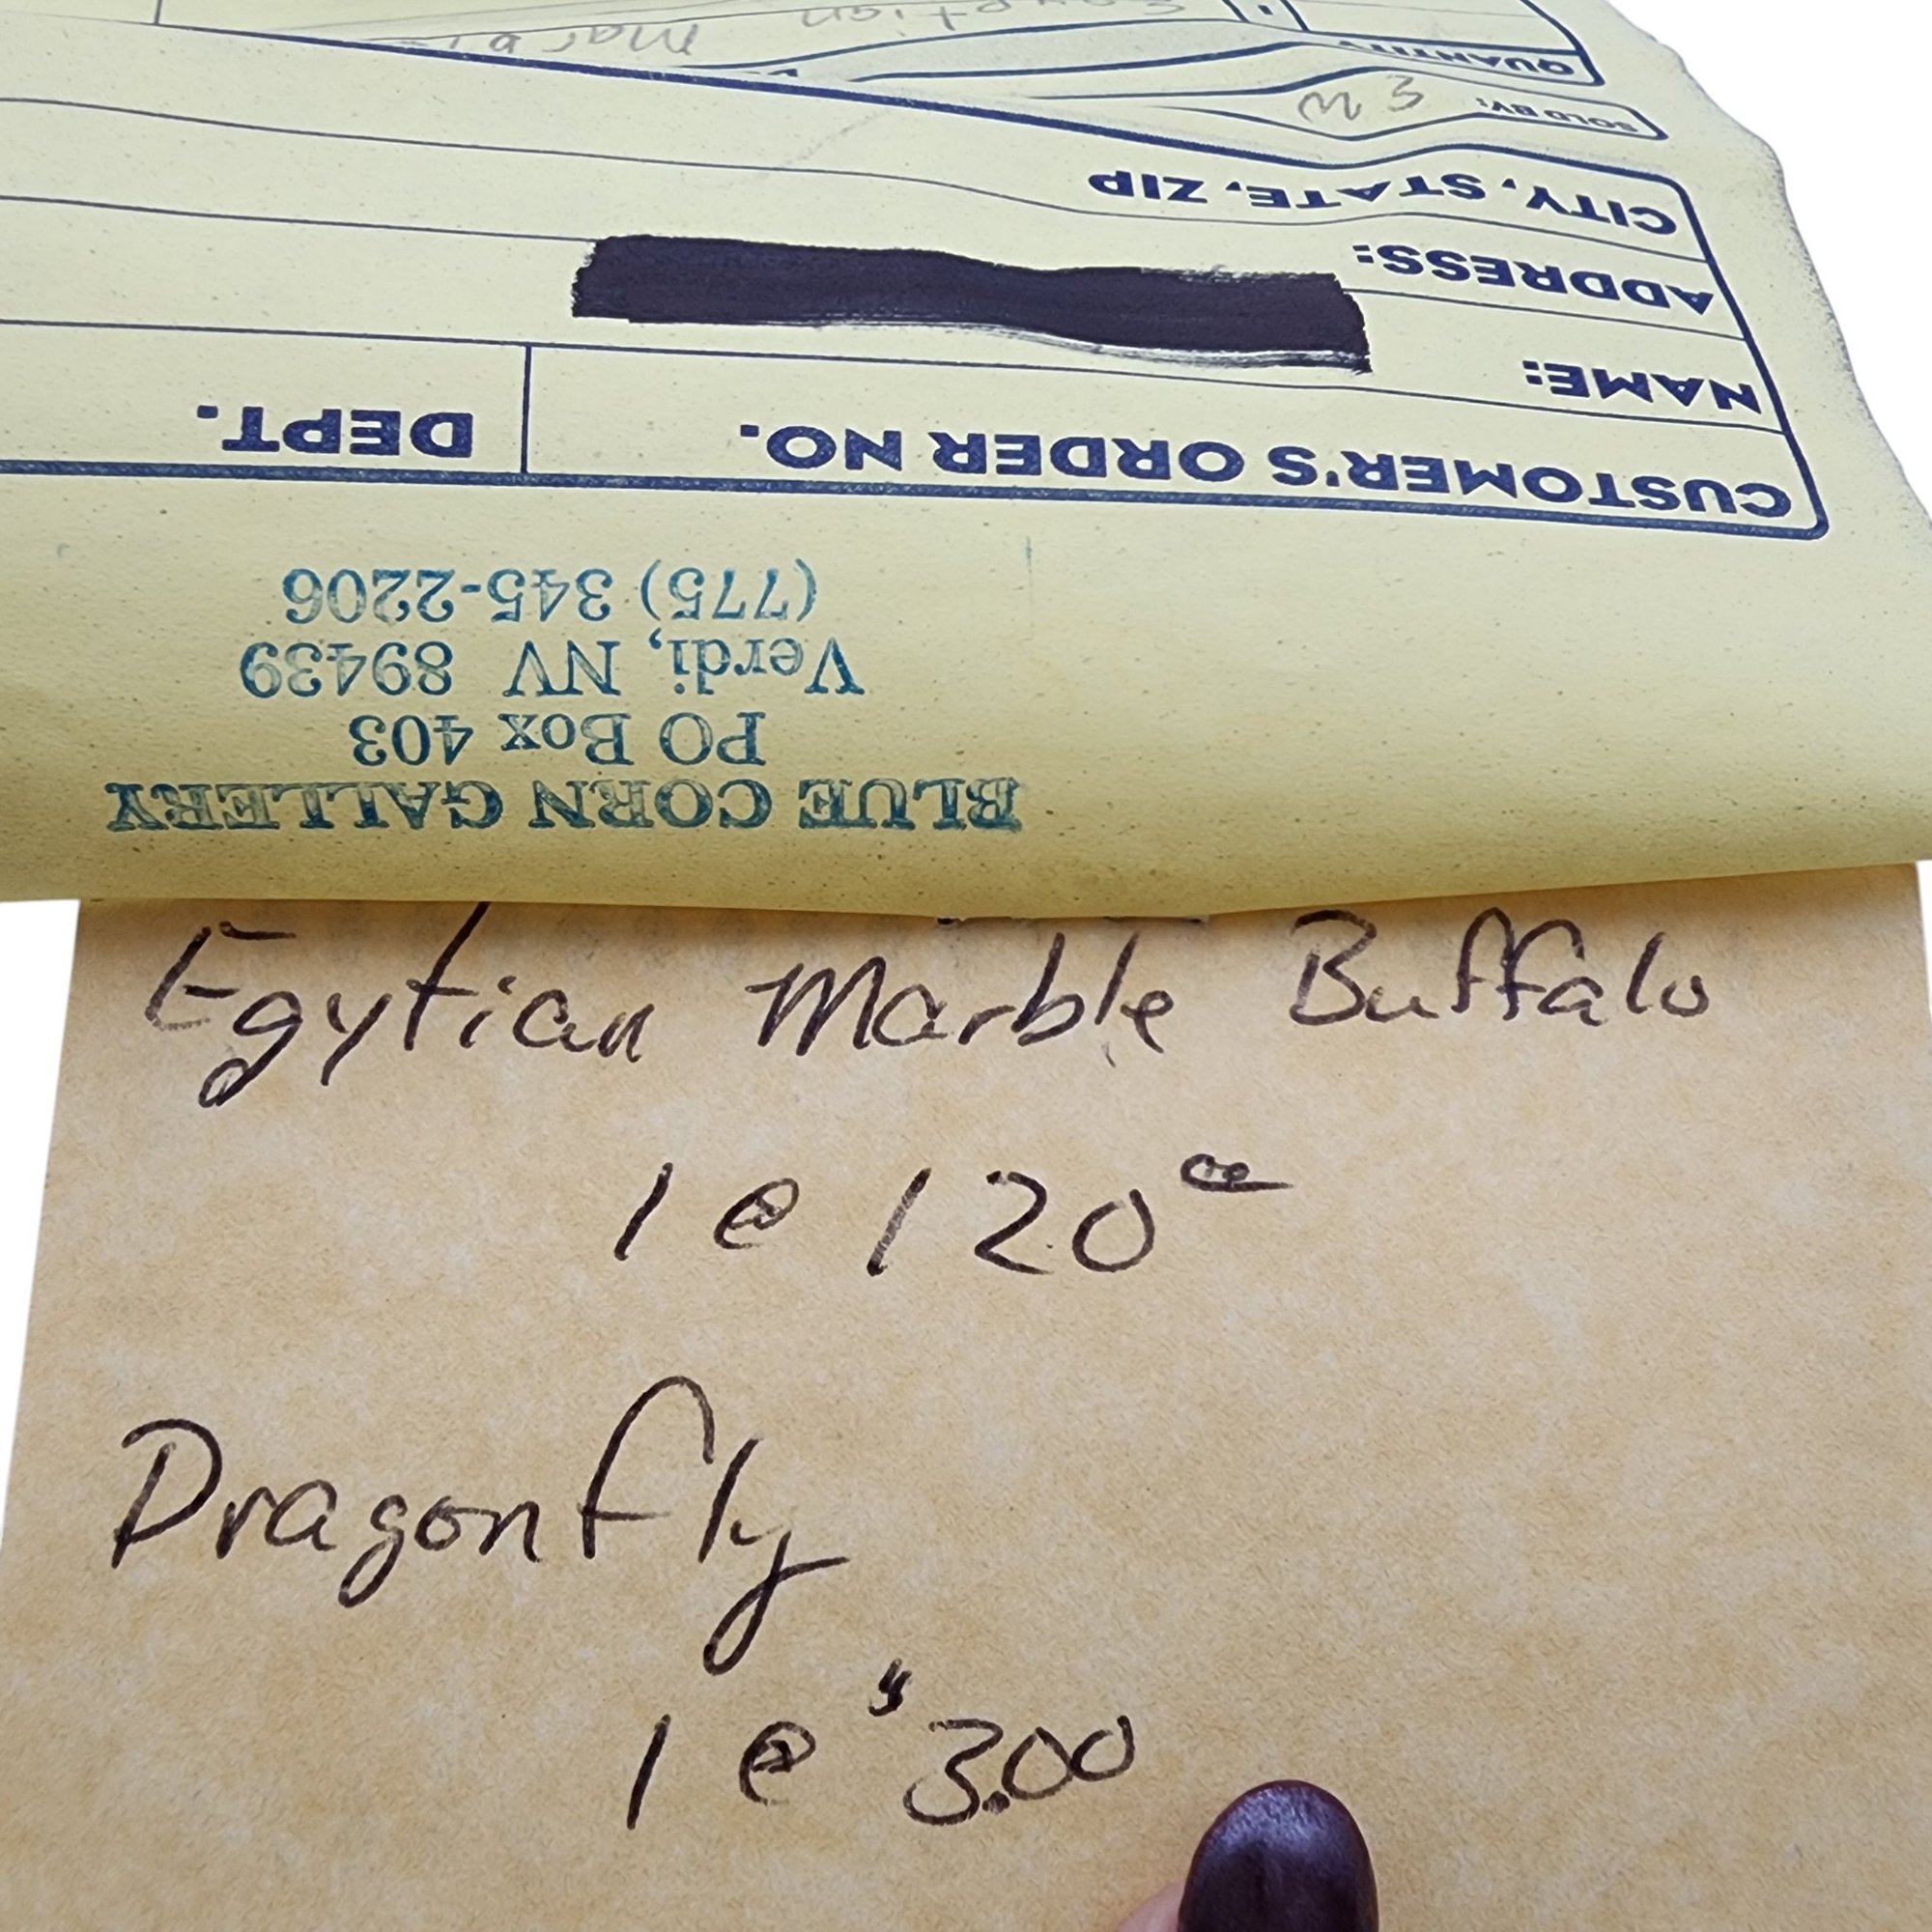 BLUE CORN GALLERY
PO Box 403
Verdi, NV 89439
(775) 345-2206
CUSTOMER'S ORDER NO.
DEPT.
NAME:
ADDRESS:
CITY, STATE, ZIP
SOLD BY:
QUANTITY
Egytian Marble Buffalo
1 @ 120 00
Dragonfly
1 @ $3.00